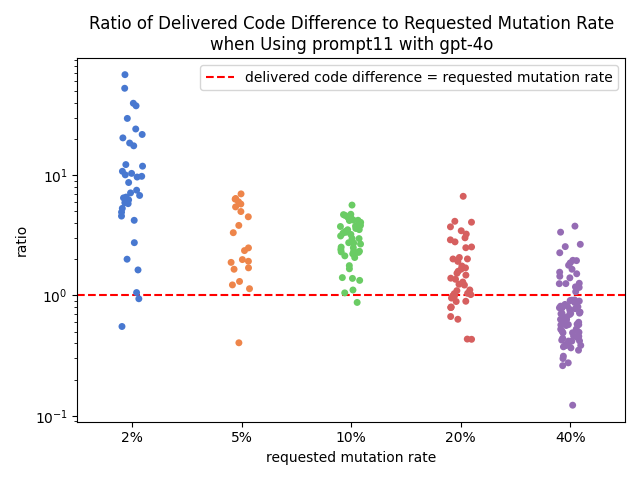 Ratio of Delivered Code Difference to Requested Mutation Rate
when Using prompt11 with gpt-4o
delivered code difference = requested mutation rate
ratio
10¹
10⁰
10⁻¹
2% 5% 10% 20% 40%
requested mutation rate